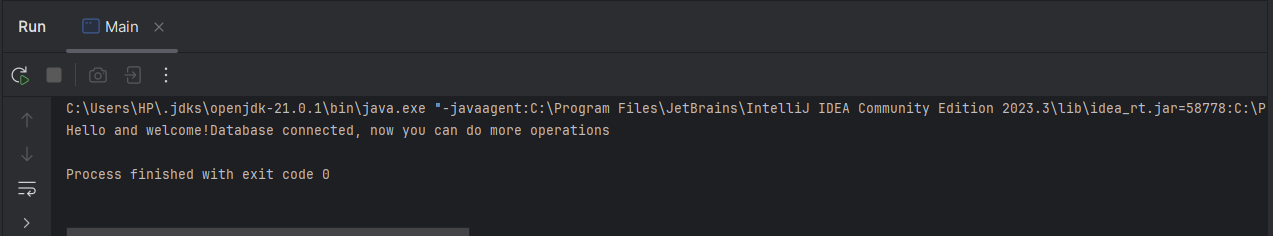 Run Main
C:\Users\HP\.jdks\openjdk-21.0.1\bin\java.exe "-javaagent:C:\Program Files\JetBrains\IntelliJ IDEA Community Edition 2023.3\lib\idea_rt.jar=58778:C:\P
Hello and welcome!Database connected, now you can do more operations
Process finished with exit code 0